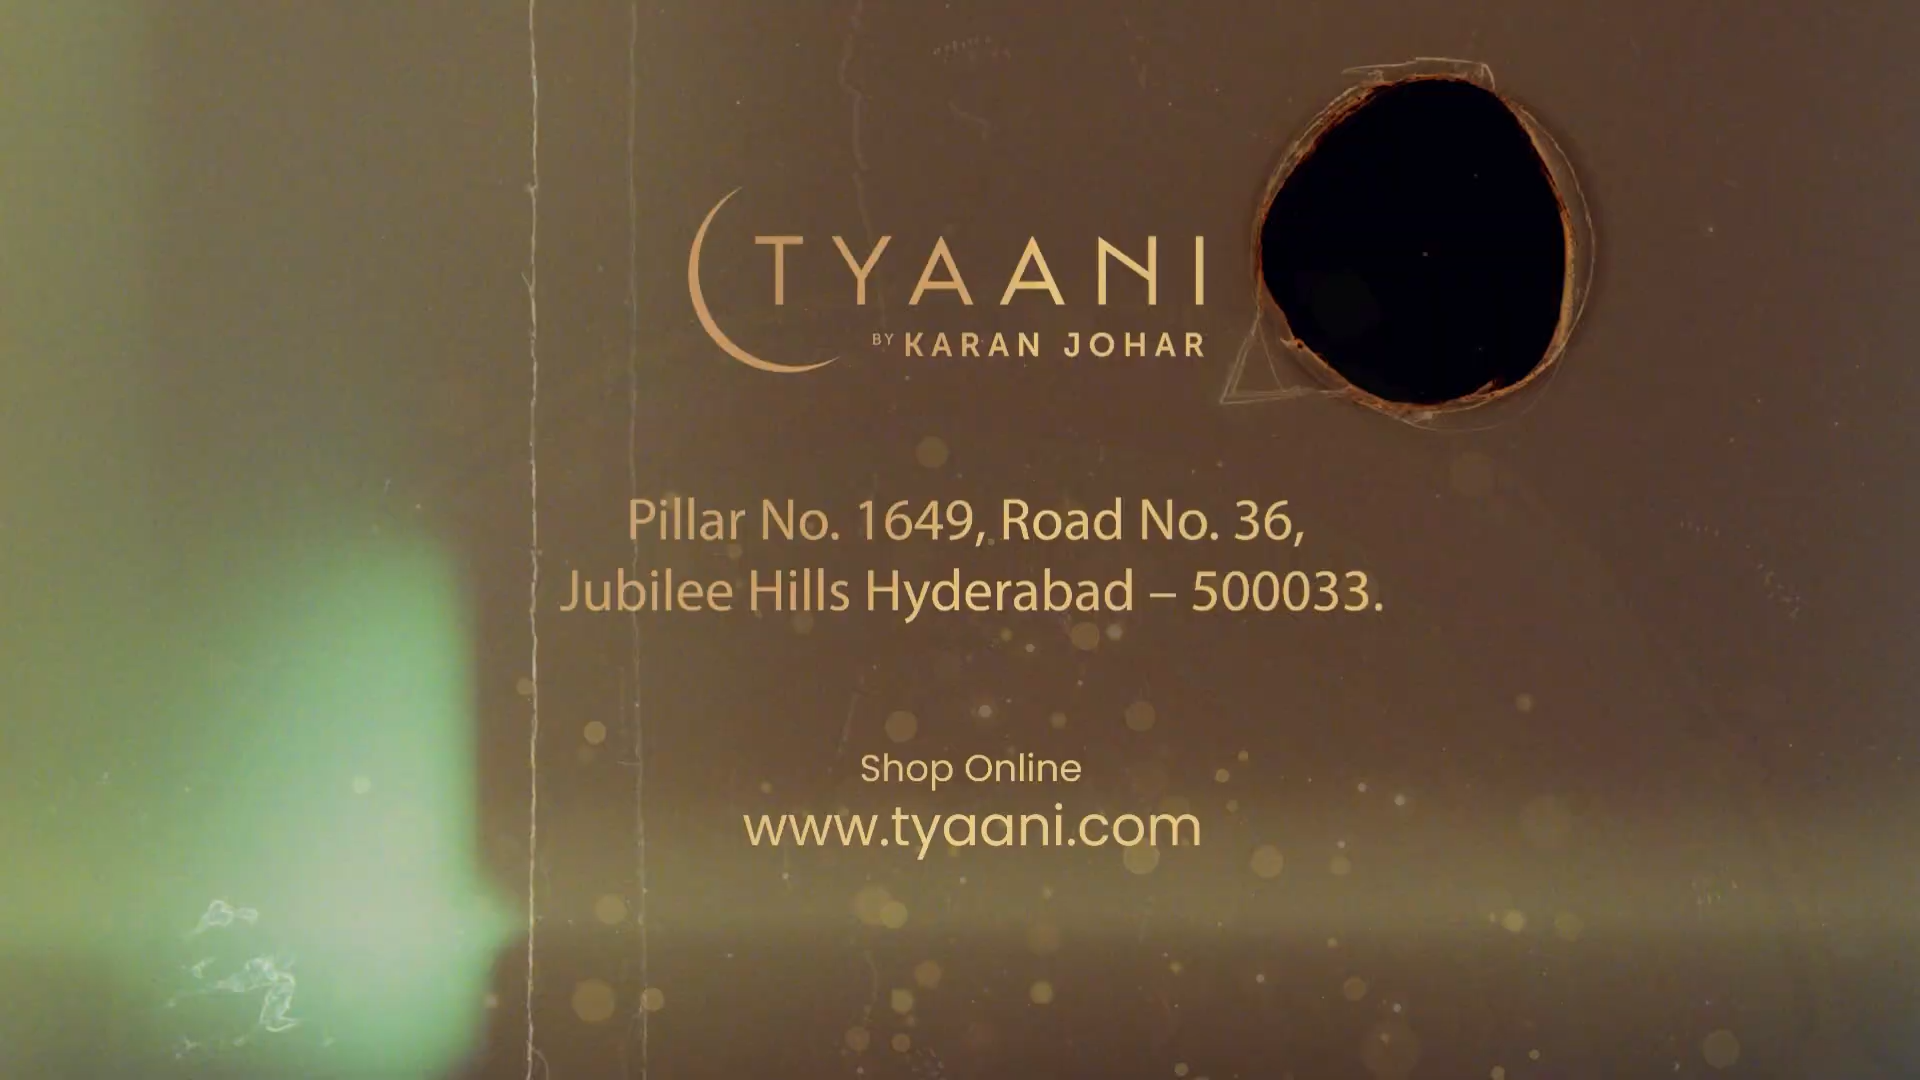 TYAANI
BY KARAN JOHAR
Pillar No. 1649, Road No. 36,
Jubilee Hills Hyderabad – 500033.
Shop Online
www.tyaani.com